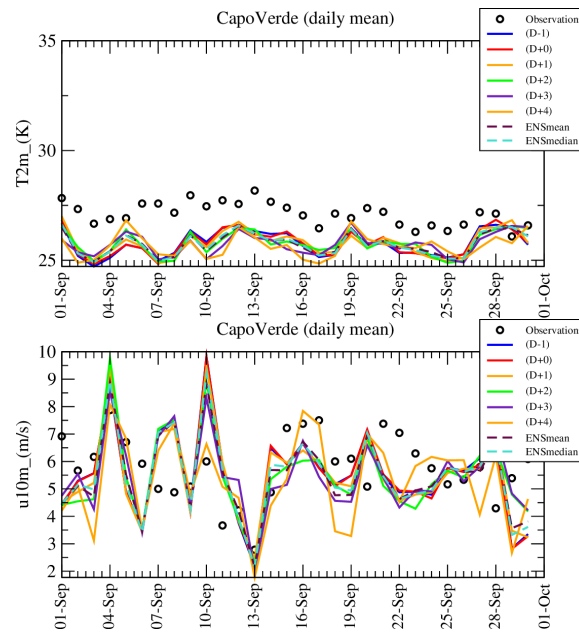 CapoVerde (daily mean)
Observation
(D-1)
(D+0)
(D+1)
(D+2)
(D+3)
(D+4)
ENSmean
ENSmedian
T2m_(K)
35
30
25
01-Sep 04-Sep 07-Sep 10-Sep 13-Sep 16-Sep 19-Sep 22-Sep 25-Sep 28-Sep 01-Oct
CapoVerde (daily mean)
Observation
(D-1)
(D+0)
(D+1)
(D+2)
(D+3)
(D+4)
ENSmean
ENSmedian
u10m_(m/s)
10
9
8
7
6
5
4
3
2
01-Sep 04-Sep 07-Sep 10-Sep 13-Sep 16-Sep 19-Sep 22-Sep 25-Sep 28-Sep 01-Oct